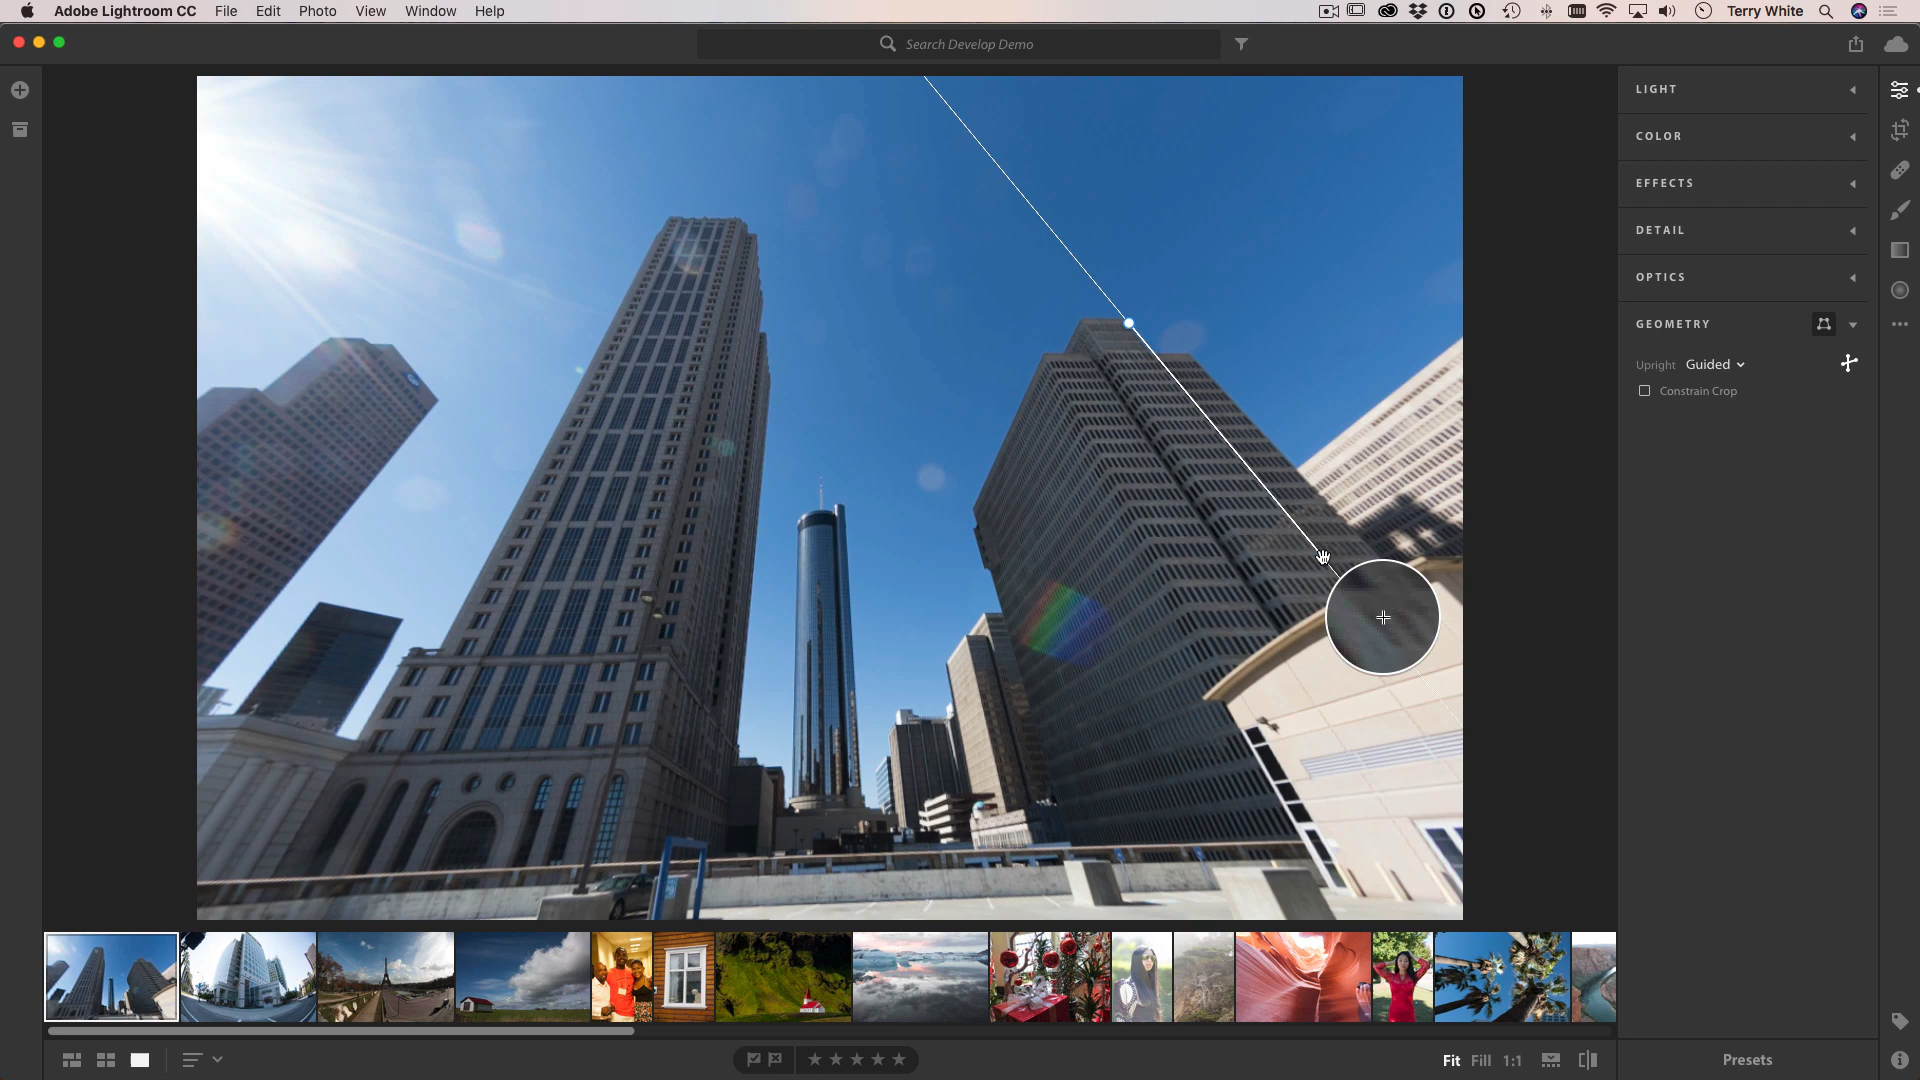 Adobe Lightroom CC File Edit Photo View Window Help Terry White
Search Develop Demo
LIGHT
COLOR
EFFECTS
DETAIL
OPTICS
GEOMETRY
Upright Guided
Constrain Crop
Fit Fill 1:1
Presets